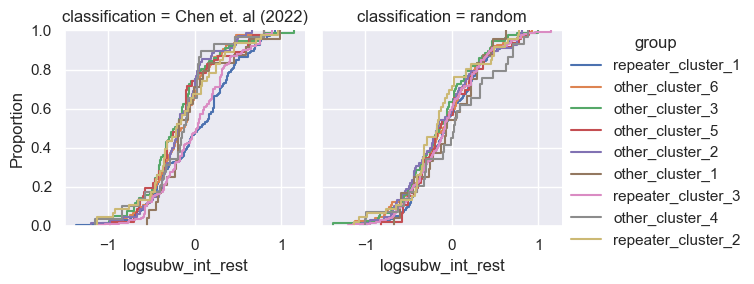 classification = Chen et. al (2022)
classification = random
Proportion
1.0
0.8
0.6
0.4
0.2
0.0
−1
0
1
logsubw_int_rest
−1
0
1
logsubw_int_rest
group
repeater_cluster_1
other_cluster_6
other_cluster_3
other_cluster_5
other_cluster_2
other_cluster_1
repeater_cluster_3
other_cluster_4
repeater_cluster_2